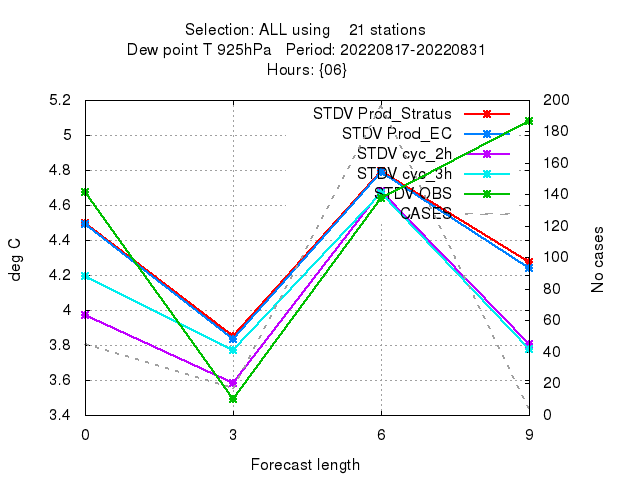 Selection: ALL using    21 stations
Dew point T 925hPa   Period: 20220817-20220831
Hours: {06}
5.2
5
4.8
4.6
4.4
4.2
4
3.8
3.6
3.4
200
180
160
140
120
100
80
60
40
20
0
STDV Prod_Stratus
STDV Prod_EC
STDV cyc_2h
STDV cyc_3h
STDV OBS
CASES
deg C
No cases
0 3 6 9
Forecast length